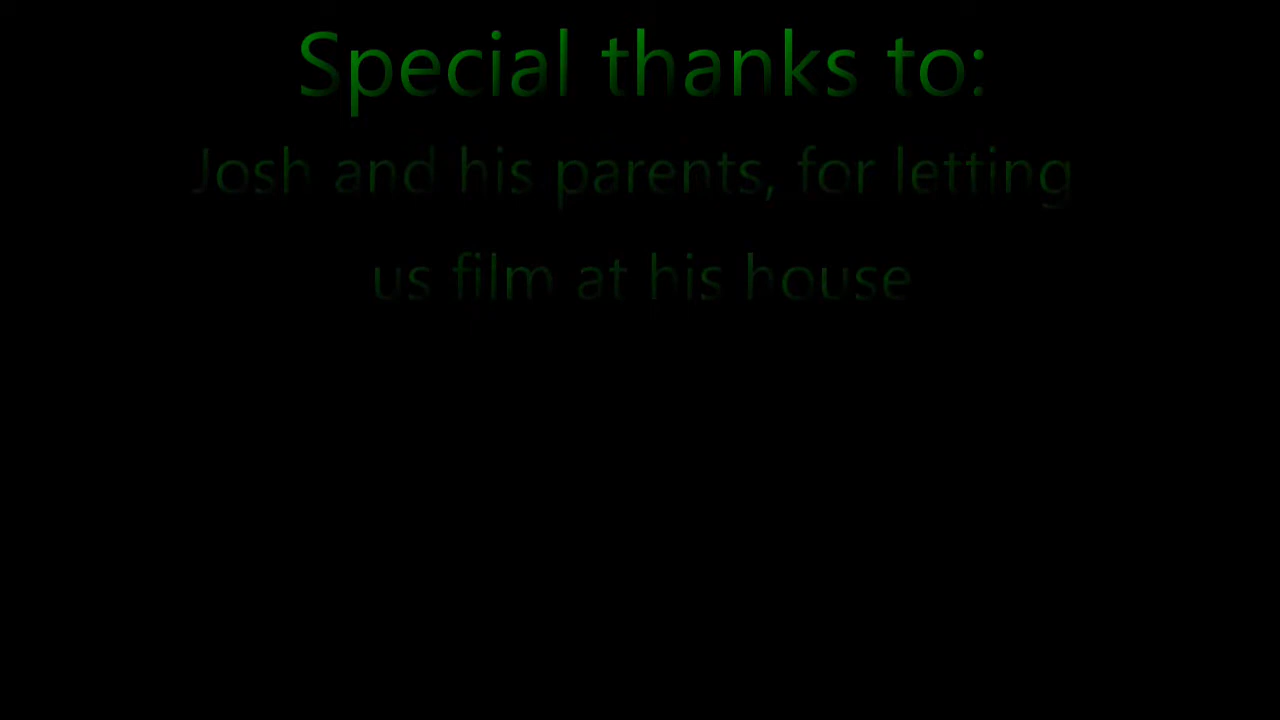 Special thanks to:
Josh and his parents, for letting
us film at his house